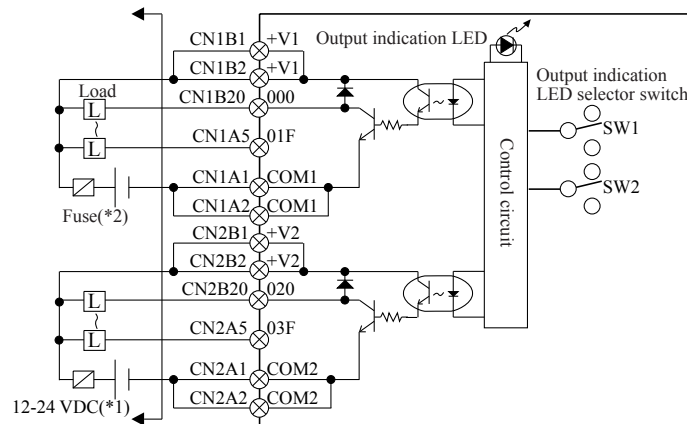 CN1B1 +V1
Output indication LED
CN1B2 +V1
Load
CN1B20 000
L
Output indication
LED selector switch
SW1
CN1A5 01F
L
CN1A1 COM1
Fuse(*2)
CN1A2 COM1
SW2
Control circuit
CN2B1 +V2
CN2B2 +V2
CN2B20 020
L
CN2A5 03F
L
CN2A1 COM2
12-24 VDC(*1)
CN2A2 COM2